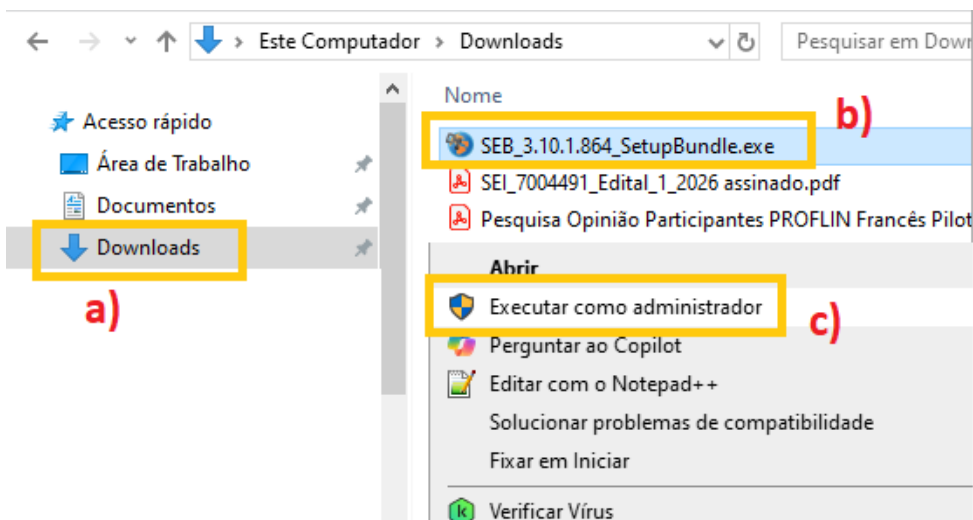 Este Computador > Downloads
Pesquisar em Dow
Acesso rápido
Área de Trabalho
Documentos
Downloads
a)
Nome
b)
SEB_3.10.1.864_SetupBundle.exe
SEI_7004491_Edital_1_2026 assinado.pdf
Pesquisa Opinião Participantes PROFLIN Francês Pilot
Abrir
Executar como administrador
c)
Perguntar ao Copilot
Editar com o Notepad++
Solucionar problemas de compatibilidade
Fixar em Iniciar
Verificar Vírus